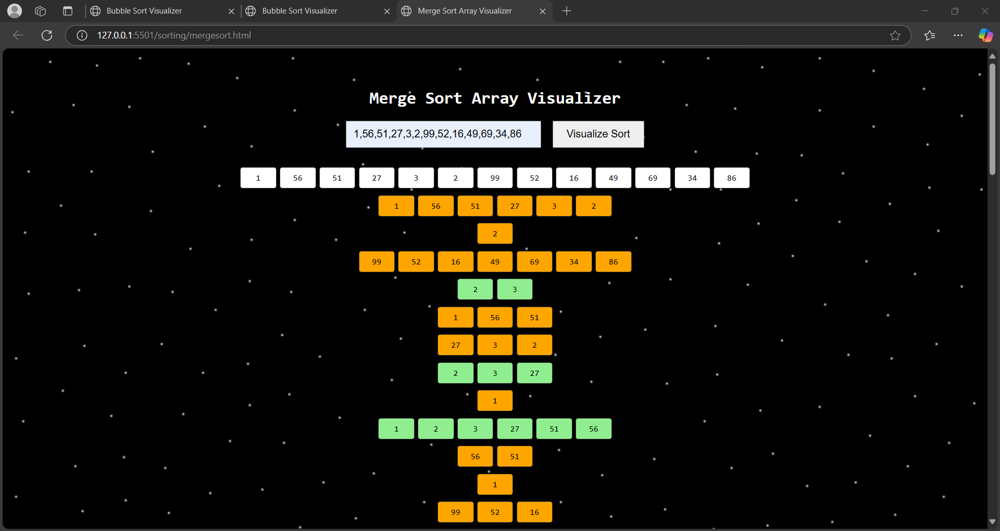 Bubble Sort Visualizer
Bubble Sort Visualizer
Merge Sort Array Visualizer
127.0.0.1:5501/sorting/mergesort.html
Merge Sort Array Visualizer
1,56,51,27,3,2,99,52,16,49,69,34,86
Visualize Sort
1 56 51 27 3 2 99 52 16 49 69 34 86
1 56 51 27 3 2
2
99 52 16 49 69 34 86
2 3
1 56 51
27 3 2
2 3 27
1
1 2 3 27 51 56
56 51
1
99 52 16